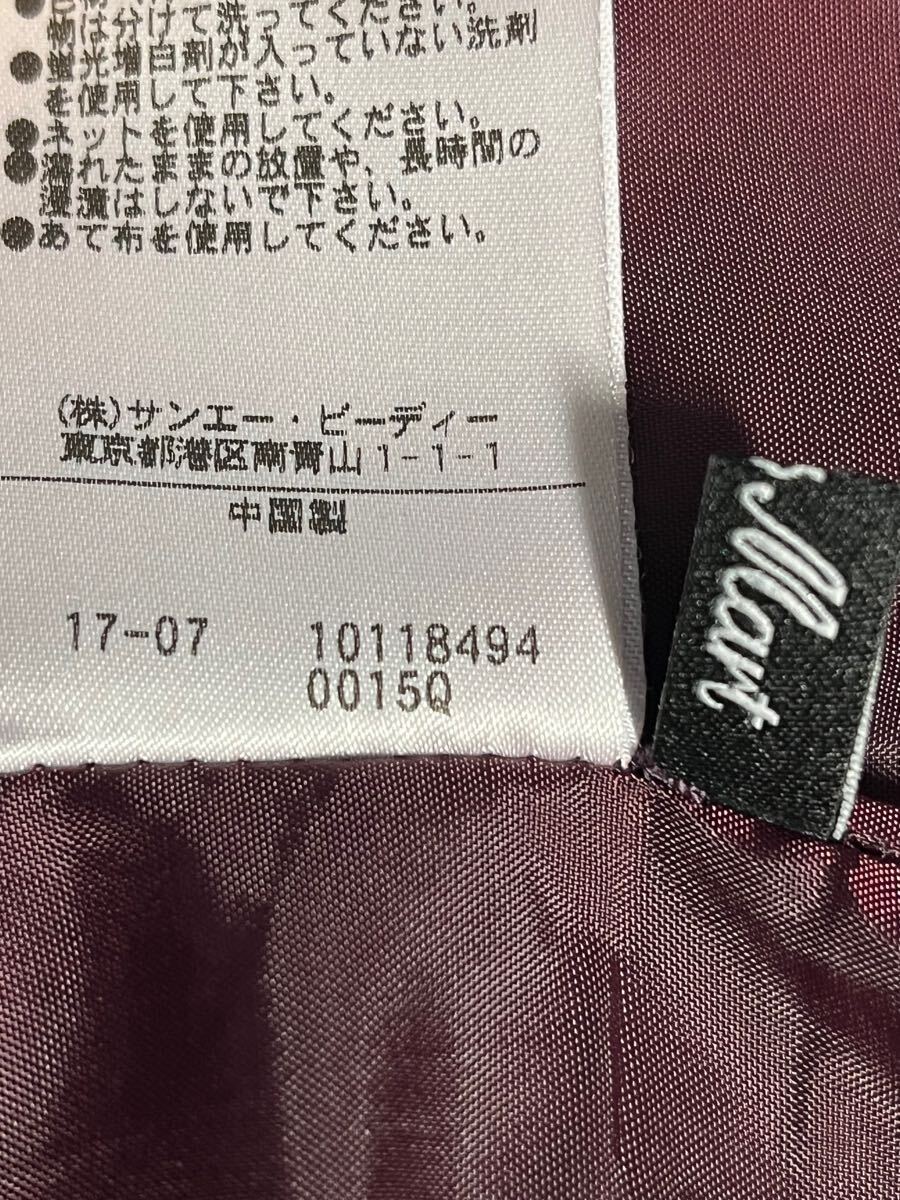 物は分けて洗ってください。
●蛍光増白剤が入っていない洗剤
を使用して下さい。
●ネットを使用してください。
●濡れたままの放置や、長時間の
浸漬はしないで下さい。
●あて布を使用してください。
(株)サンエー・ビーディー
東京都港区南青山1-1-1
中国製
17-07 10118494
0015Q
& Mart